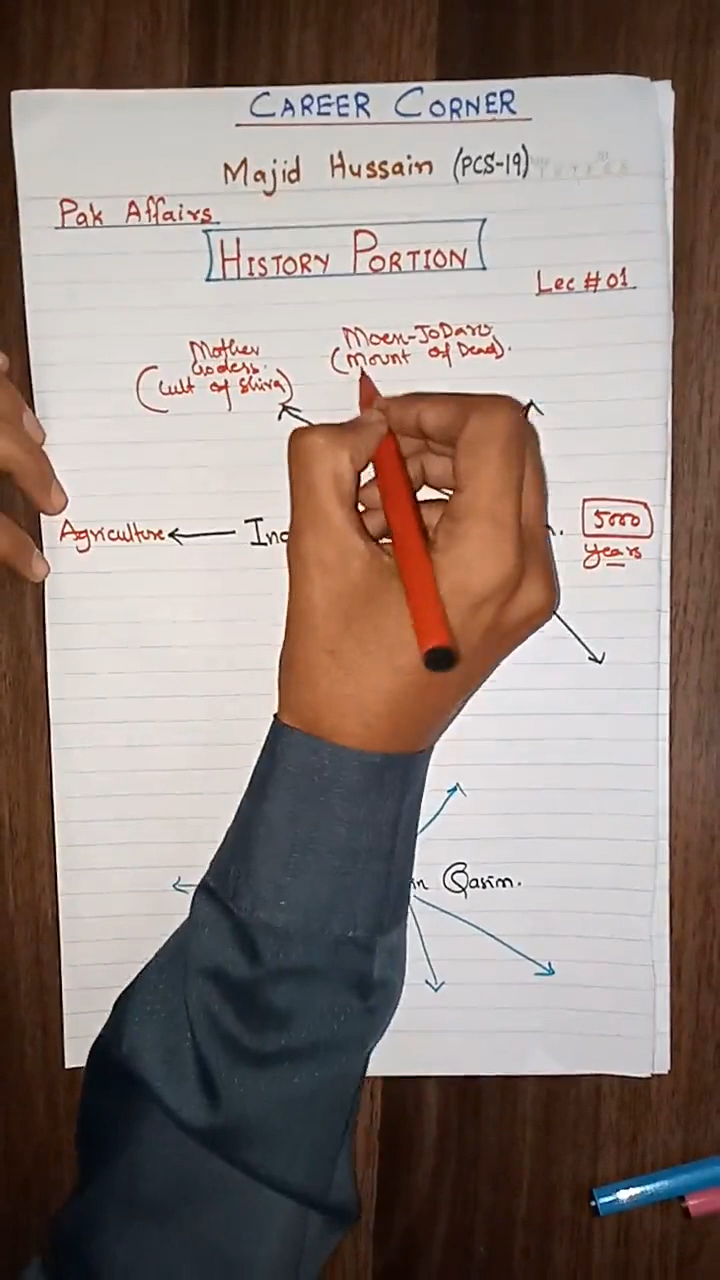 CAREER CORNER
Majid Hussain (PCS-19)
Pak Affairs
HISTORY PORTION
Lec # 01
Mother
Godess.
(Cult of Shiva)
Moen-JoDaro
(Mount of Dead).
Agriculture
5000
years
in Qasim.